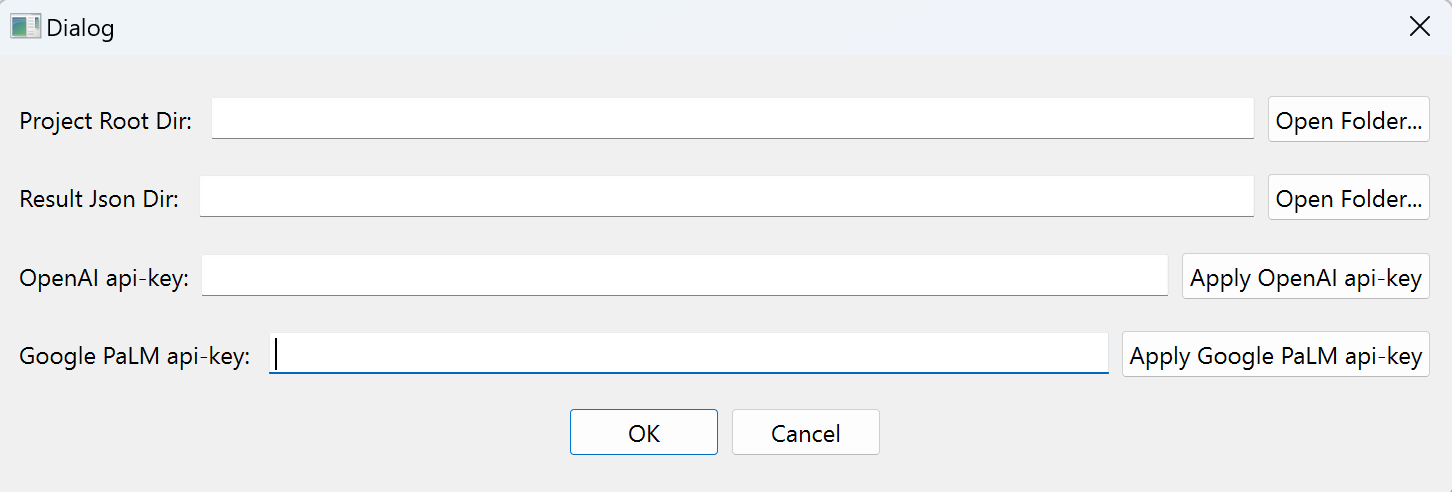 Dialog
Project Root Dir: Open Folder...
Result Json Dir: Open Folder...
OpenAI api-key: Apply OpenAI api-key
Google PaLM api-key: Apply Google PaLM api-key
OK Cancel